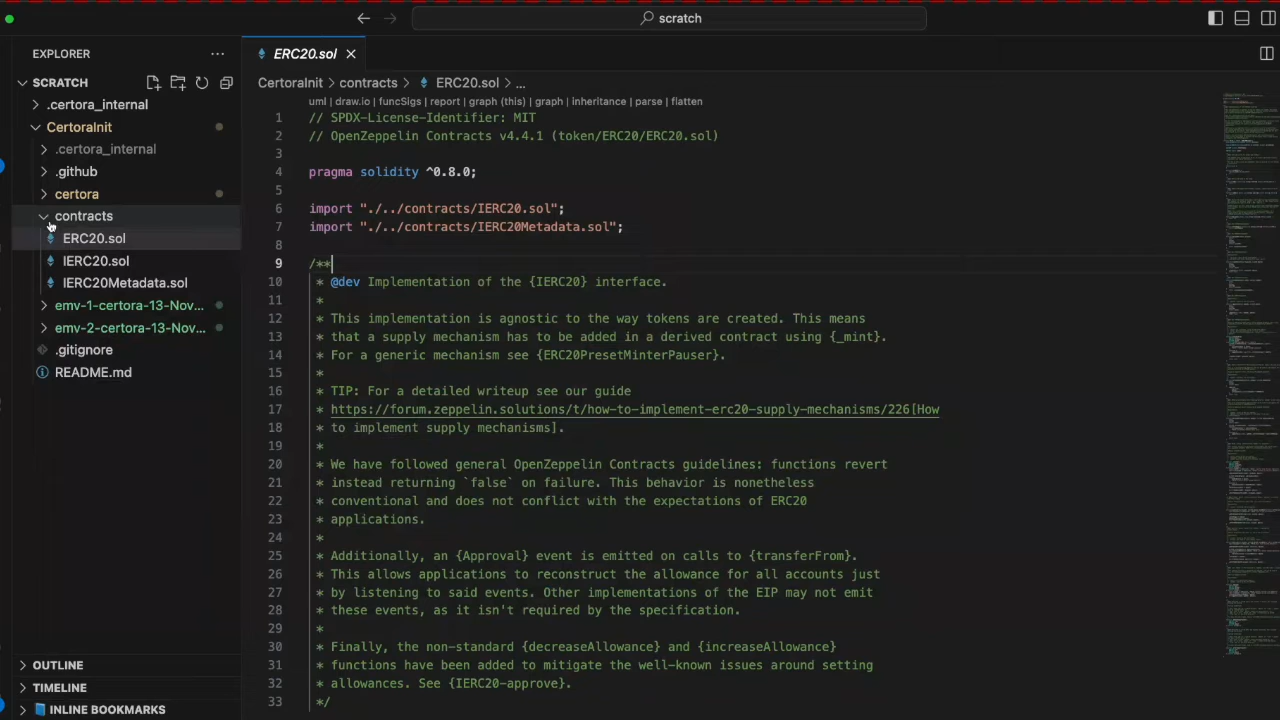 scratch
EXPLORER
SCRATCH
.certora_internal
CertoraInit
.certora_internal
.github
certora
contracts
ERC20.sol
IERC20.sol
IERC20Metadata.sol
emv-1-certora-13-Nov...
emv-2-certora-13-Nov...
.gitignore
README.md
OUTLINE
TIMELINE
INLINE BOOKMARKS
ERC20.sol
CertoraInit > contracts > ERC20.sol > ...
uml | draw.io | funcSigs | report | graph (this) | graph | inheritance | parse | flatten
1 // SPDX-License-Identifier: MIT
2 // OpenZeppelin Contracts v4.4.1 (token/ERC20/ERC20.sol)
3
4 pragma solidity ^0.8.0;
5
6 import "./../contracts/IERC20.sol";
7 import "./../contracts/IERC20Metadata.sol";
8
9 /**
10 * @dev Implementation of the {IERC20} interface.
11 *
12 * This implementation is agnostic to the way tokens are created. This means
13 * that a supply mechanism has to be added in a derived contract using {_mint}.
14 * For a generic mechanism see {ERC20PresetMinterPauser}.
15 *
16 * TIP: For a detailed writeup see our guide
17 * https://forum.zeppelin.solutions/t/how-to-implement-erc20-supply-mechanisms/226[How
18 * to implement supply mechanisms].
19 *
20 * We have followed general OpenZeppelin Contracts guidelines: functions revert
21 * instead returning `false` on failure. This behavior is nonetheless
22 * conventional and does not conflict with the expectations of ERC20
23 * applications.
24 *
25 * Additionally, an {Approval} event is emitted on calls to {transferFrom}.
26 * This allows applications to reconstruct the allowance for all accounts just
27 * by listening to said events. Other implementations of the EIP may not emit
28 * these events, as it isn't required by the specification.
29 *
30 * Finally, the non-standard {decreaseAllowance} and {increaseAllowance}
31 * functions have been added to mitigate the well-known issues around setting
32 * allowances. See {IERC20-approve}.
33 */